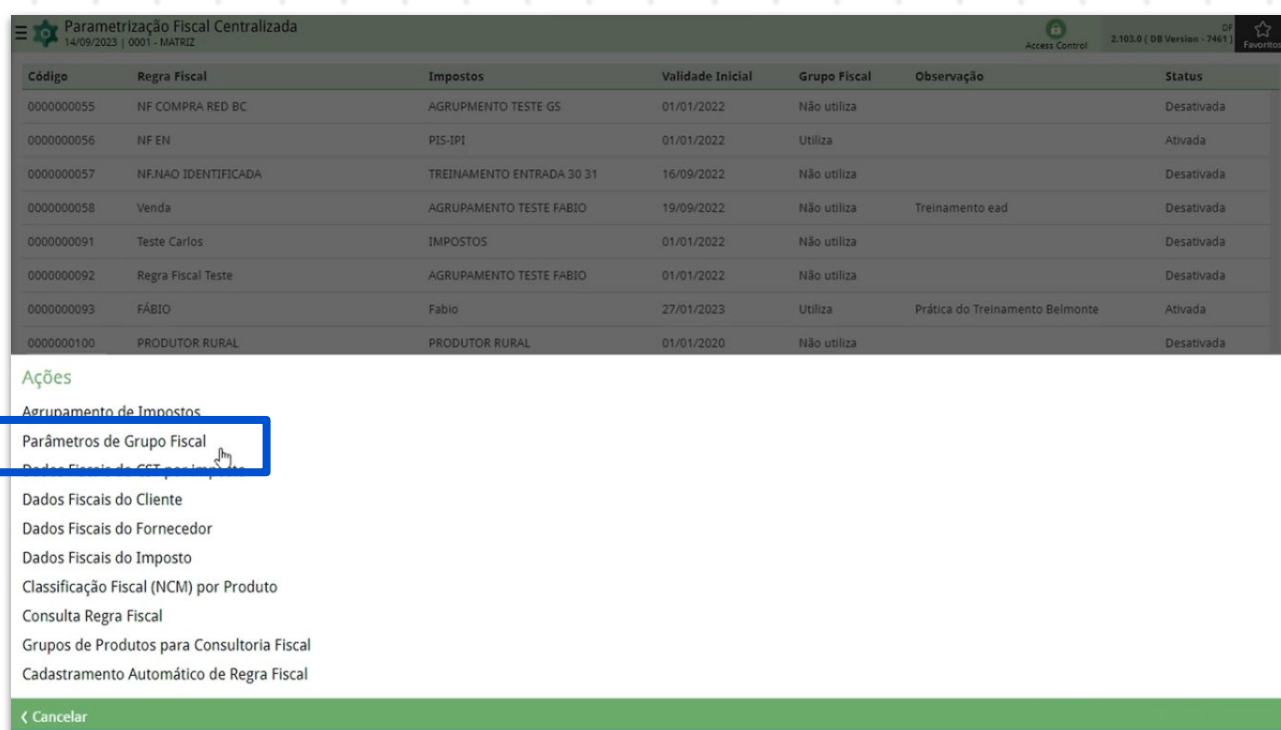 Parametrização Fiscal Centralizada
14/09/2023 | 0001 - MATRIZ
Access Control
DF
2.103.0 ( DB Version - 7461 )
Favoritos
Código Regra Fiscal Impostos Validade Inicial Grupo Fiscal Observação Status
0000000055 NF COMPRA RED BC AGRUPMENTO TESTE GS 01/01/2022 Não utiliza Desativada
0000000056 NF EN PIS-IPI 01/01/2022 Utiliza Ativada
0000000057 NF.NAO IDENTIFICADA TREINAMENTO ENTRADA 30 31 16/09/2022 Não utiliza Desativada
0000000058 Venda AGRUPAMENTO TESTE FABIO 19/09/2022 Não utiliza Treinamento ead Desativada
0000000091 Teste Carlos IMPOSTOS 01/01/2022 Não utiliza Desativada
0000000092 Regra Fiscal Teste AGRUPAMENTO TESTE FABIO 01/01/2022 Não utiliza Desativada
0000000093 FÁBIO Fabio 27/01/2023 Utiliza Prática do Treinamento Belmonte Ativada
0000000100 PRODUTOR RURAL PRODUTOR RURAL 01/01/2020 Não utiliza Desativada
Ações
Agrupamento de Impostos
Parâmetros de Grupo Fiscal
Dados Fiscais do CST por imposto
Dados Fiscais do Cliente
Dados Fiscais do Fornecedor
Dados Fiscais do Imposto
Classificação Fiscal (NCM) por Produto
Consulta Regra Fiscal
Grupos de Produtos para Consultoria Fiscal
Cadastramento Automático de Regra Fiscal
Cancelar